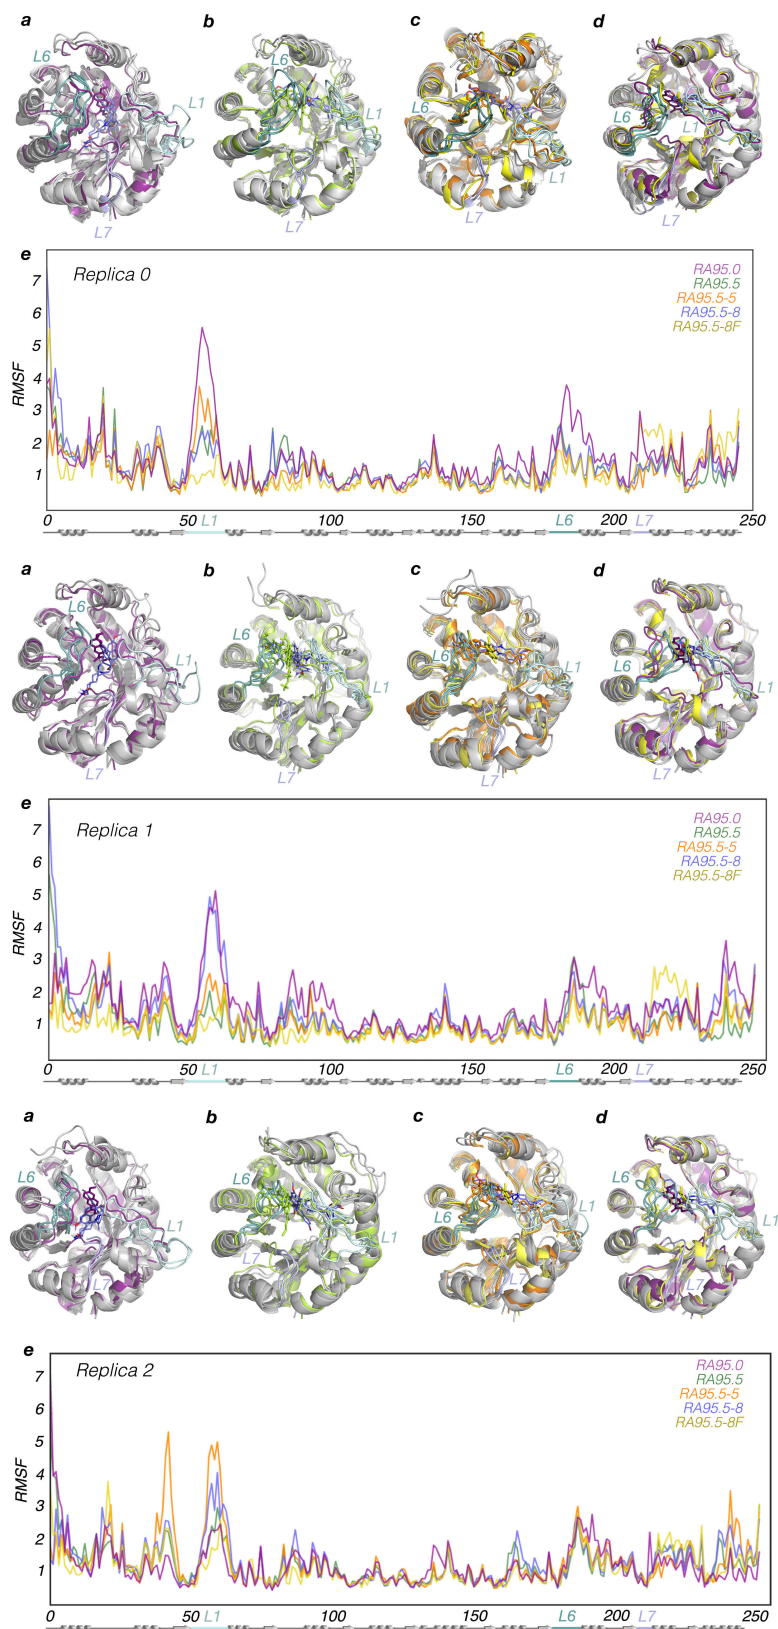 a b c d
L6 L1 L7
L6 L1 L7
L6 L1 L7
L6 L1 L7
e
Replica 0
RA95.0
RA95.5
RA95.5-5
RA95.5-8
RA95.5-8F
RMSF
7
6
5
4
3
2
1
0 50 100 150 200 250
L1 L6 L7
a b c d
L6 L1 L7
L6 L1
L6 L1 L7
L6 L1 L7
e
Replica 1
RA95.0
RA95.5
RA95.5-5
RA95.5-8
RA95.5-8F
RMSF
7
6
5
4
3
2
1
0 50 100 150 200 250
L1 L6 L7
a b c d
L6 L1 L7
L6 L7 L1
L6 L1 L7
L6 L1 L7
e
Replica 2
RA95.0
RA95.5
RA95.5-5
RA95.5-8
RA95.5-8F
RMSF
7
6
5
4
3
2
1
0 50 100 150 200 250
L1 L6 L7